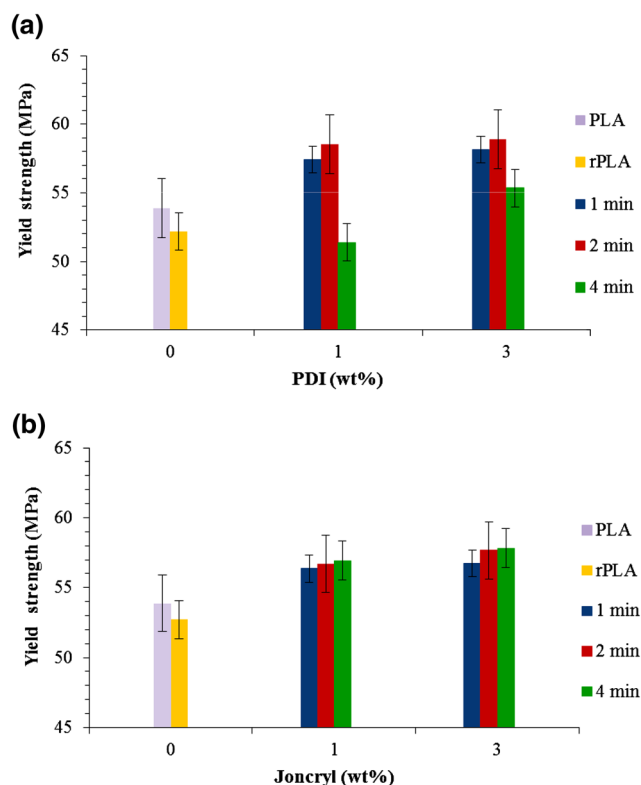 (a)
65
60
55
50
45
Yield strength (MPa)
0 1 3
PDI (wt%)
PLA
rPLA
1 min
2 min
4 min
(b)
65
60
55
50
45
Yield strength (MPa)
0 1 3
Joncryl (wt%)
PLA
rPLA
1 min
2 min
4 min